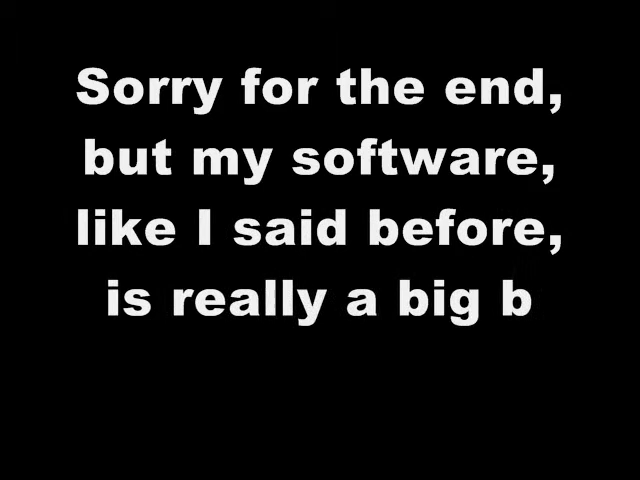 Sorry for the end,
but my software,
like I said before,
is really a big b